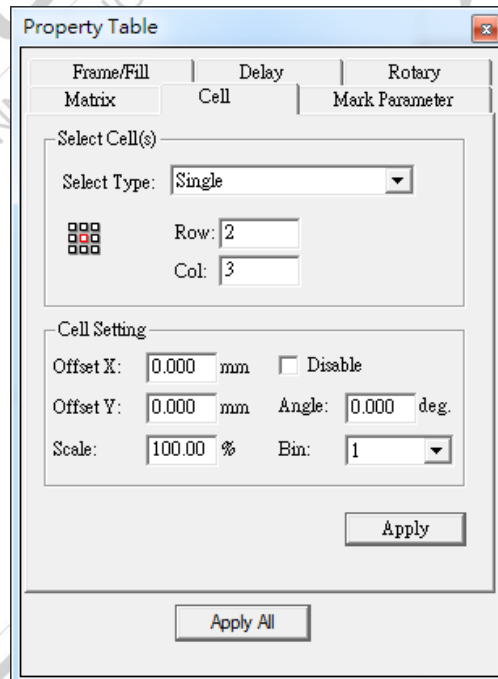 Property Table
Frame/Fill Delay Rotary
Matrix Cell Mark Parameter
Select Cell(s)
Select Type: Single
Row: 2
Col: 3
Cell Setting
Offset X: 0.000 mm Disable
Offset Y: 0.000 mm Angle: 0.000 deg.
Scale: 100.00 % Bin: 1
Apply
Apply All